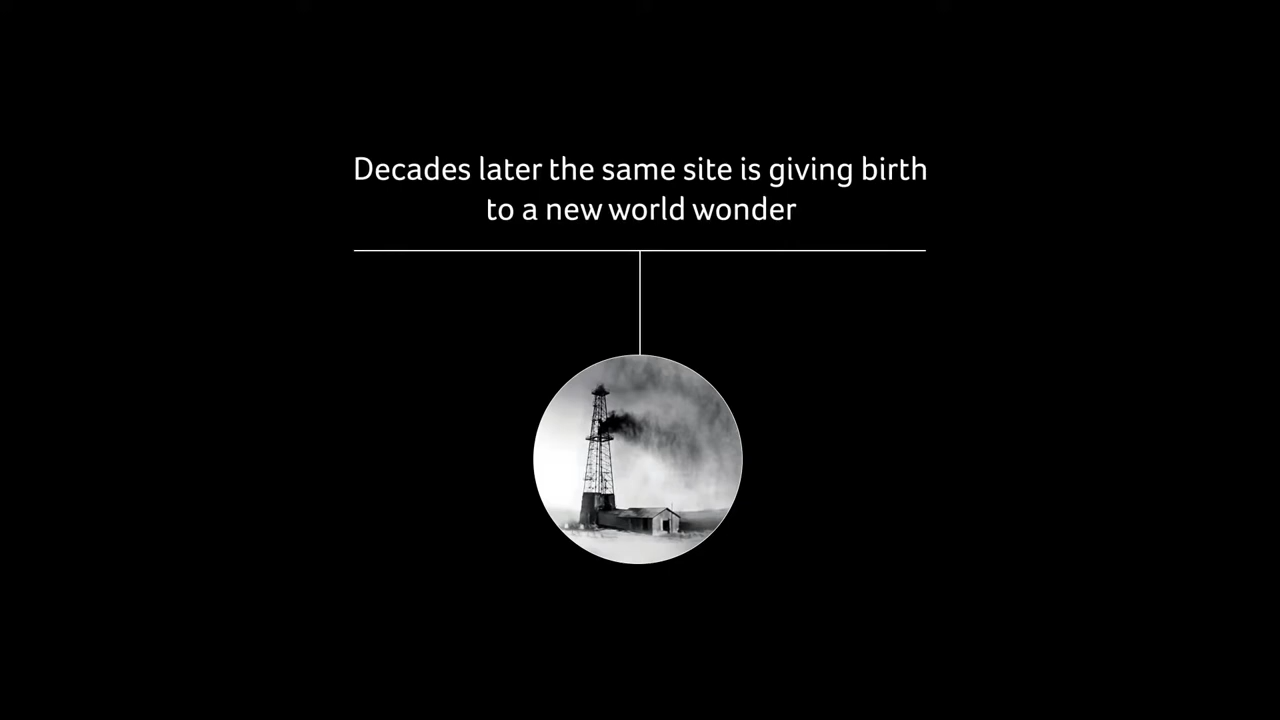 Decades later the same site is giving birth
to a new world wonder